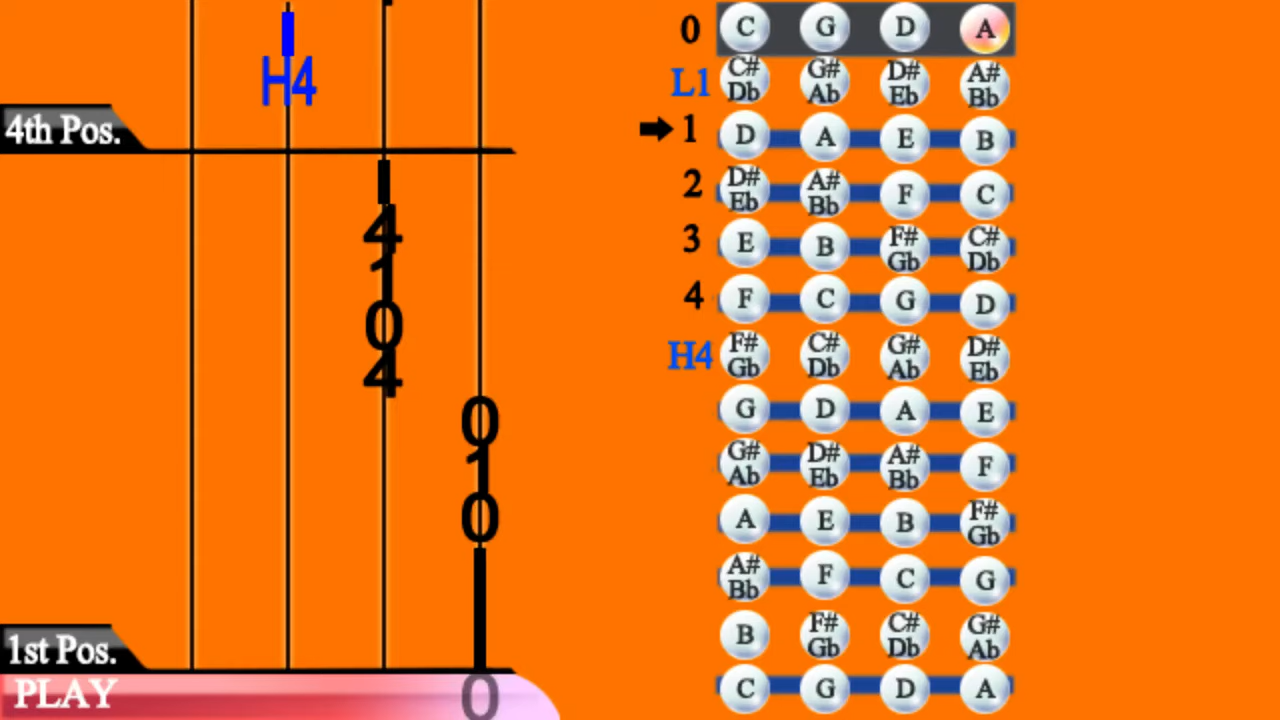 H4
4th Pos.
4
1
0
4
0
1
0
1st Pos.
PLAY
0
0 C G D A
L1 C# Db G# Ab D# Eb A# Bb
1 D A E B
2 D# Eb A# Bb F C
3 E B F# Gb C# Db
4 F C G D
H4 F# Gb C# Db G# Ab D# Eb
G D A E
G# Ab D# Eb A# Bb F
A E B F# Gb
A# Bb F C G
B F# Gb C# Db G# Ab
C G D A